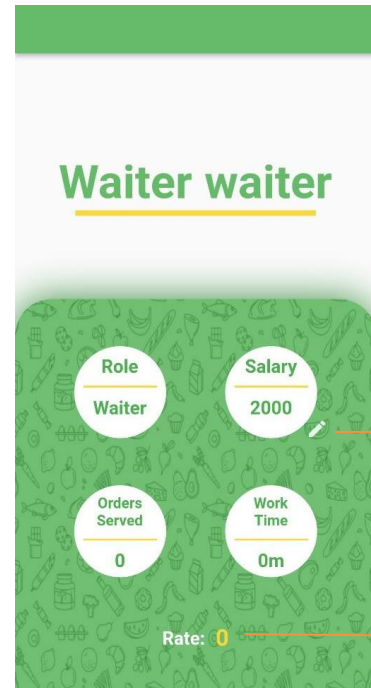 Waiter waiter
Role
Waiter
Salary
2000
Orders
Served
0
Work
Time
0m
Rate: 0